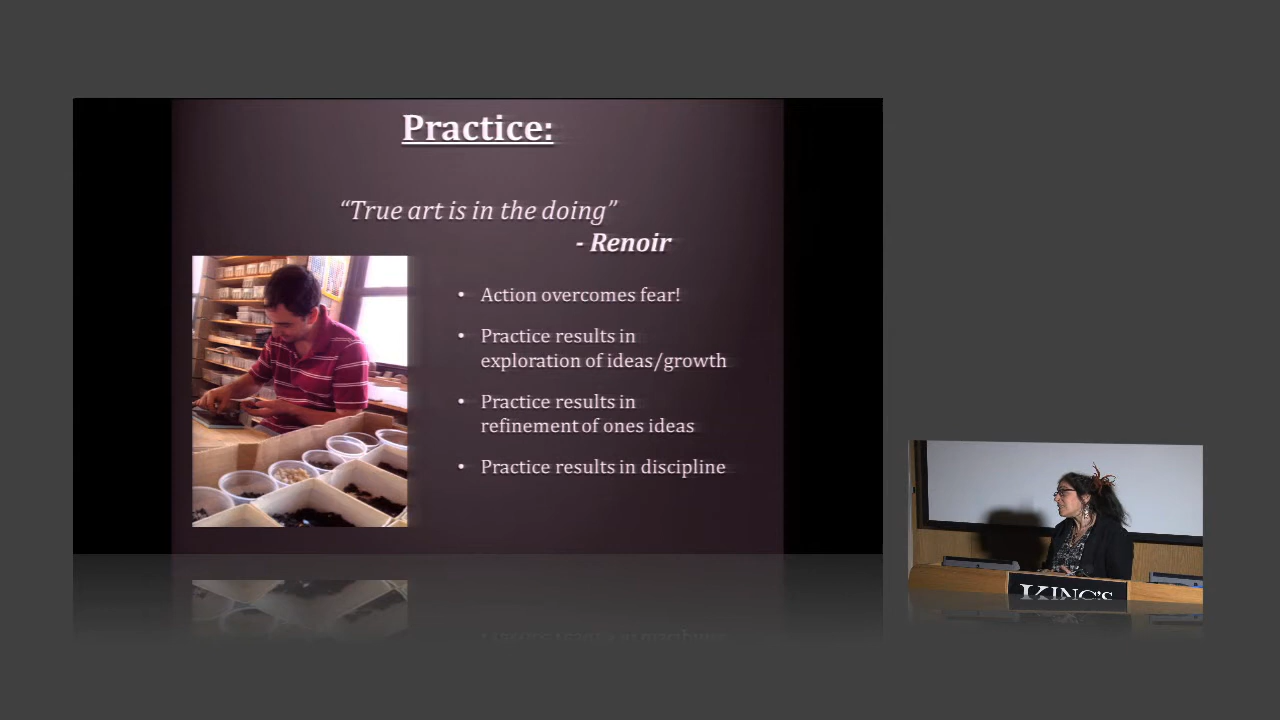 Practice:
“True art is in the doing”
- Renoir
• Action overcomes fear!
• Practice results in
exploration of ideas/growth
• Practice results in
refinement of ones ideas
• Practice results in discipline
KING'S